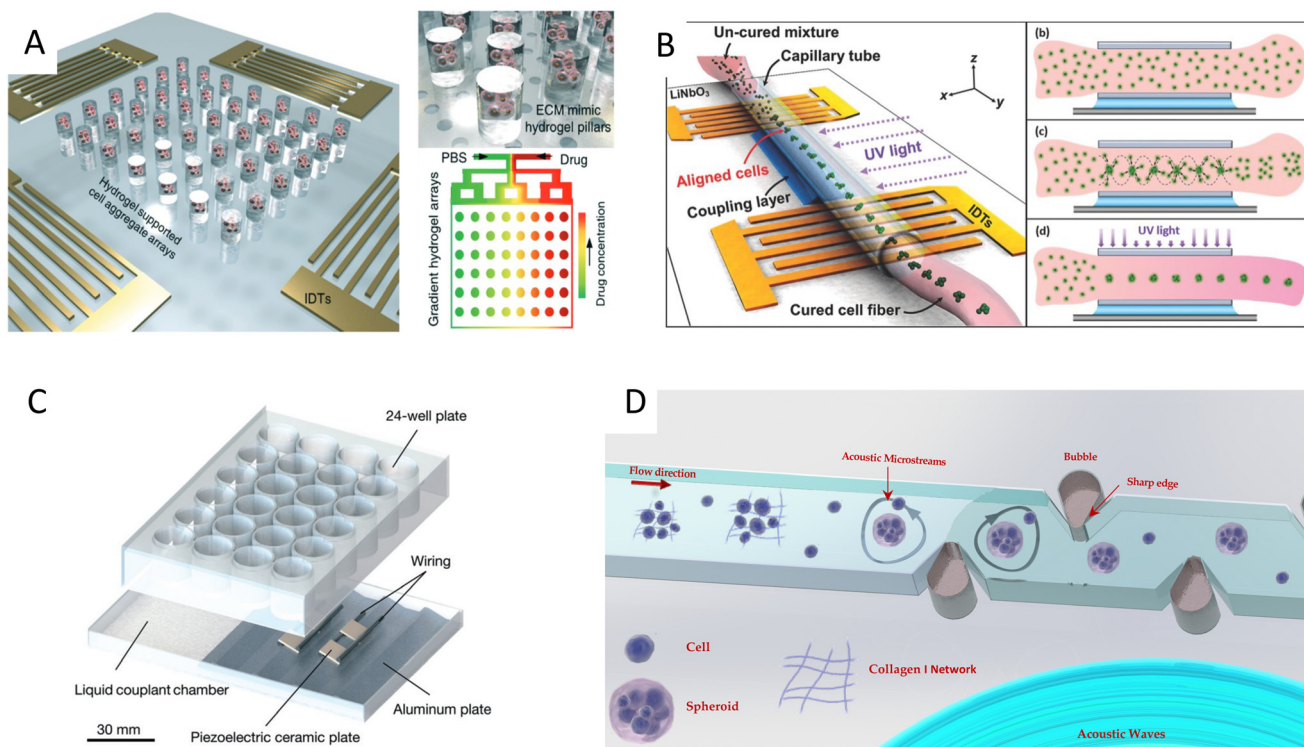 A
Hydrogel supported
cell aggregate arrays
IDTs
ECM mimic
hydrogel pillars
PBS
Drug
Gradient hydrogel arrays
Drug concentration
B
Un-cured mixture
Capillary tube
LiNbO3
z
x
y
UV light
Aligned cells
Coupling layer
IDTs
Cured cell fiber
(b)
(c)
(d)
UV light
C
24-well plate
Wiring
Liquid couplant chamber
Aluminum plate
Piezoelectric ceramic plate
30 mm
D
Flow direction
Acoustic Microstreams
Bubble
Sharp edge
Cell
Collagen I Network
Spheroid
Acoustic Waves